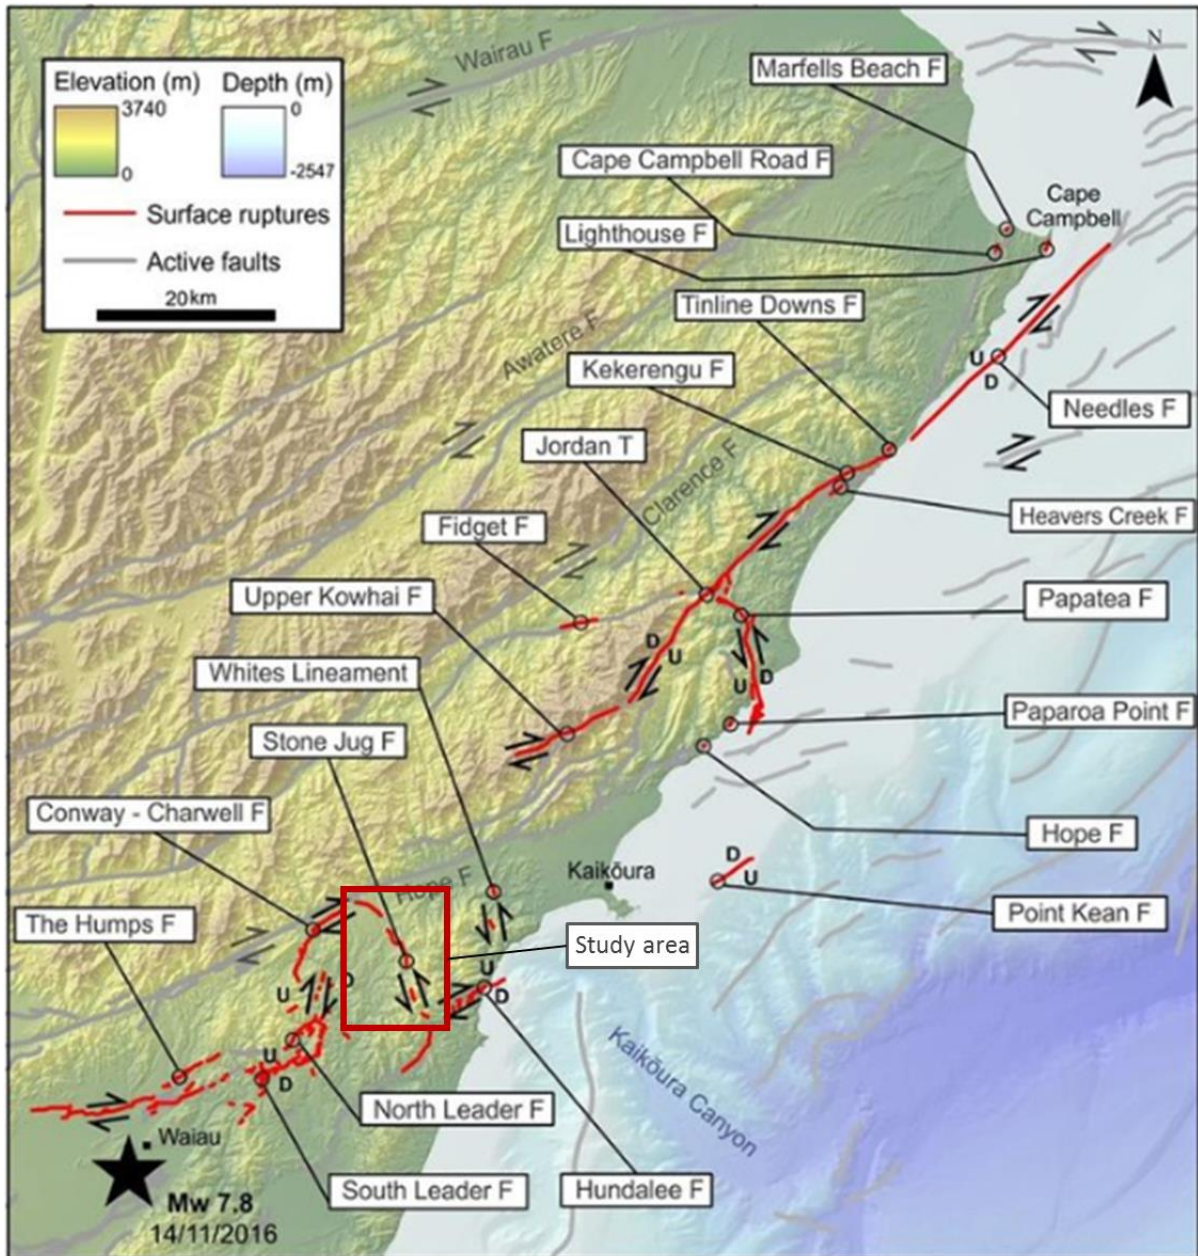 Wairau F
N
Marfells Beach F
Elevation (m)
Depth (m)
3740
0
0
-2547
Surface ruptures
Active faults
20km
Cape Campbell Road F
Cape
Campbell
Lighthouse F
Tinline Downs F
Awatere F
Kekerengu F
U
D
Needles F
Jordan T
Clarence F
Heavers Creek F
Fidget F
Upper Kowhai F
Papatea F
D
U
D
U
Whites Lineament
Paparoa Point F
Stone Jug F
Conway - Charwell F
Hope F
D
U
Kaikōura
Hope F
Point Kean F
The Humps F
Study area
U
D
U
D
Kaikōura Canyon
U
D
North Leader F
Waiau
South Leader F
Hundalee F
Mw 7.8
14/11/2016